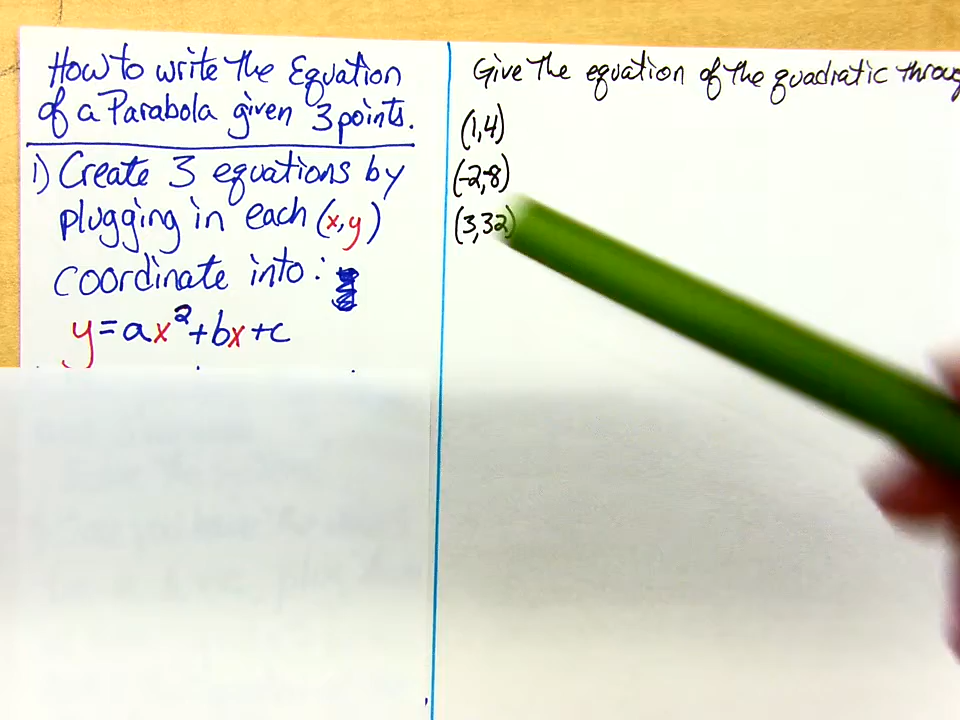 How to write the Equation
of a Parabola given 3 points.
1) Create 3 equations by
plugging in each (x,y)
coordinate into:
y=ax²+bx+c
Give the equation of the quadratic throug
(1,4)
(-2,-8)
(3,32)